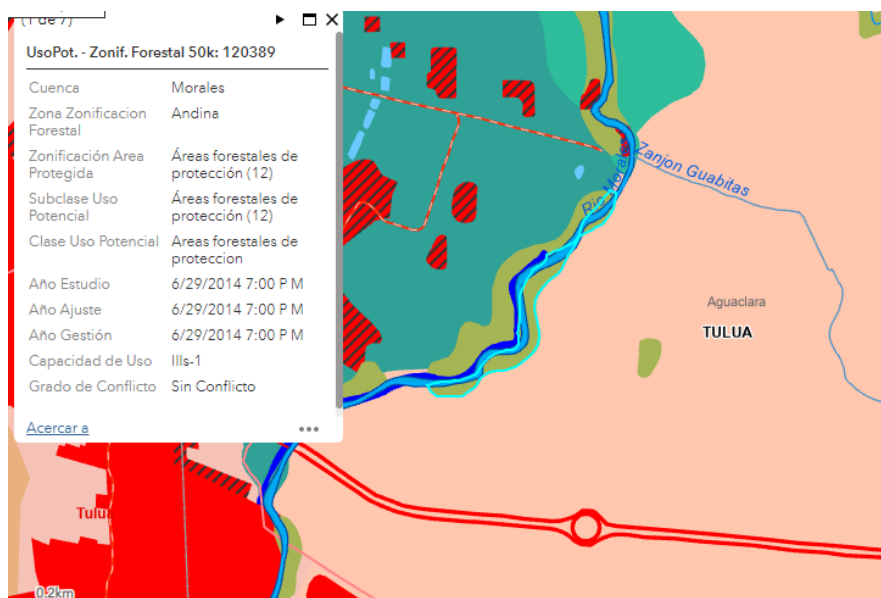 (1 de 7)
UsoPot. - Zonif. Forestal 50k: 120389
Cuenca Morales
Zona Zonificacion Forestal Andina
Zonificación Area Protegida Áreas forestales de protección (12)
Subclase Uso Potencial Áreas forestales de protección (12)
Clase Uso Potencial Areas forestales de proteccion
Año Estudio 6/29/2014 7:00 P M
Año Ajuste 6/29/2014 7:00 P M
Año Gestión 6/29/2014 7:00 P M
Capacidad de Uso IIIs-1
Grado de Conflicto Sin Conflicto
Acercar a
Rio Morales
Zanjon Guabitas
Aguaclara
TULUA
Tulua
0.2km